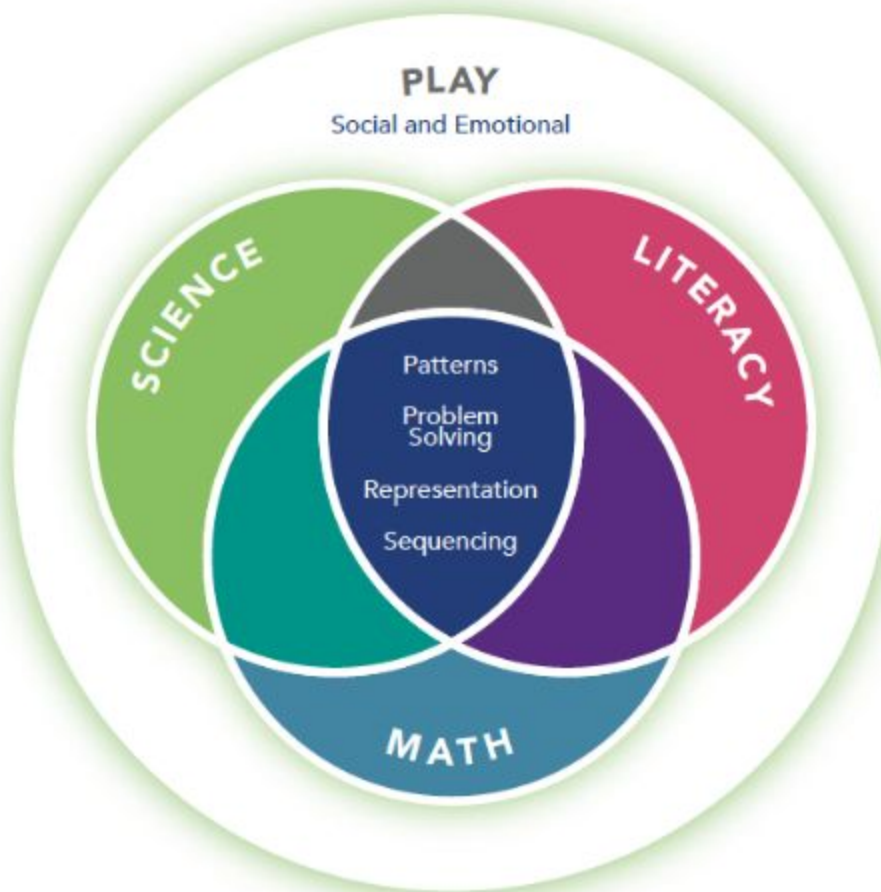 PLAY
Social and Emotional
SCIENCE
LITERACY
Patterns
Problem
Solving
Representation
Sequencing
MATH